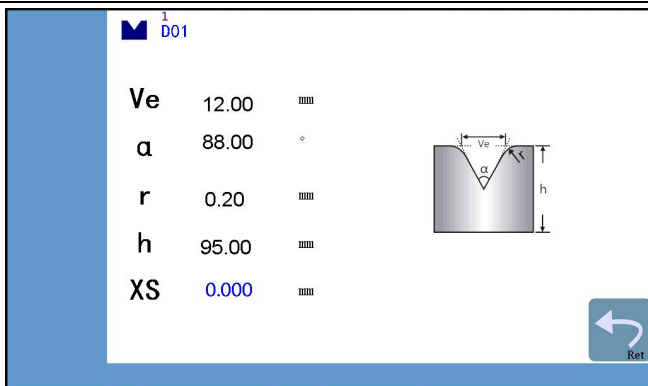 1
D01
Ve 12.00 mm
α 88.00 °
r 0.20 mm
h 95.00 mm
XS 0.000 mm
Ve
r
α
h
Ret